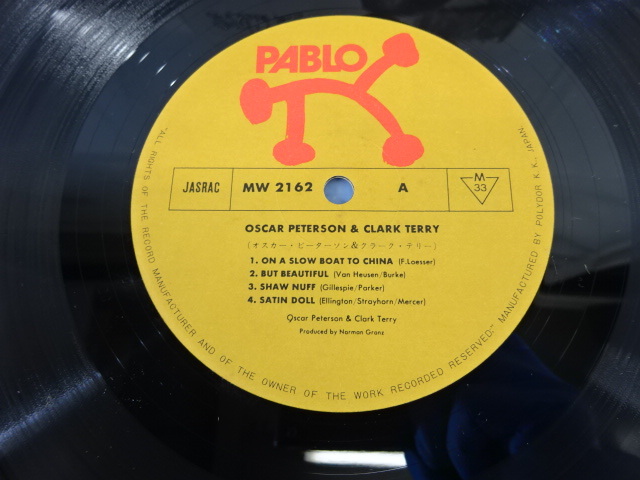 PABLO
JASRAC MW 2162 A M 33
OSCAR PETERSON & CLARK TERRY
(オスカー・ピーターソン&クラーク・テリー)
1. ON A SLOW BOAT TO CHINA (F.Loesser)
2. BUT BEAUTIFUL (Van Heusen/Burke)
3. SHAW NUFF (Gillespie/Parker)
4. SATIN DOLL (Ellington/Strayhorn/Mercer)
Oscar Peterson & Clark Terry
Produced by Norman Granz
"ALL RIGHTS OF THE RECORD MANUFACTURER AND OF THE OWNER OF THE WORK RECORDED RESERVED." MANUFACTURED BY POLYDOR K.K., JAPAN